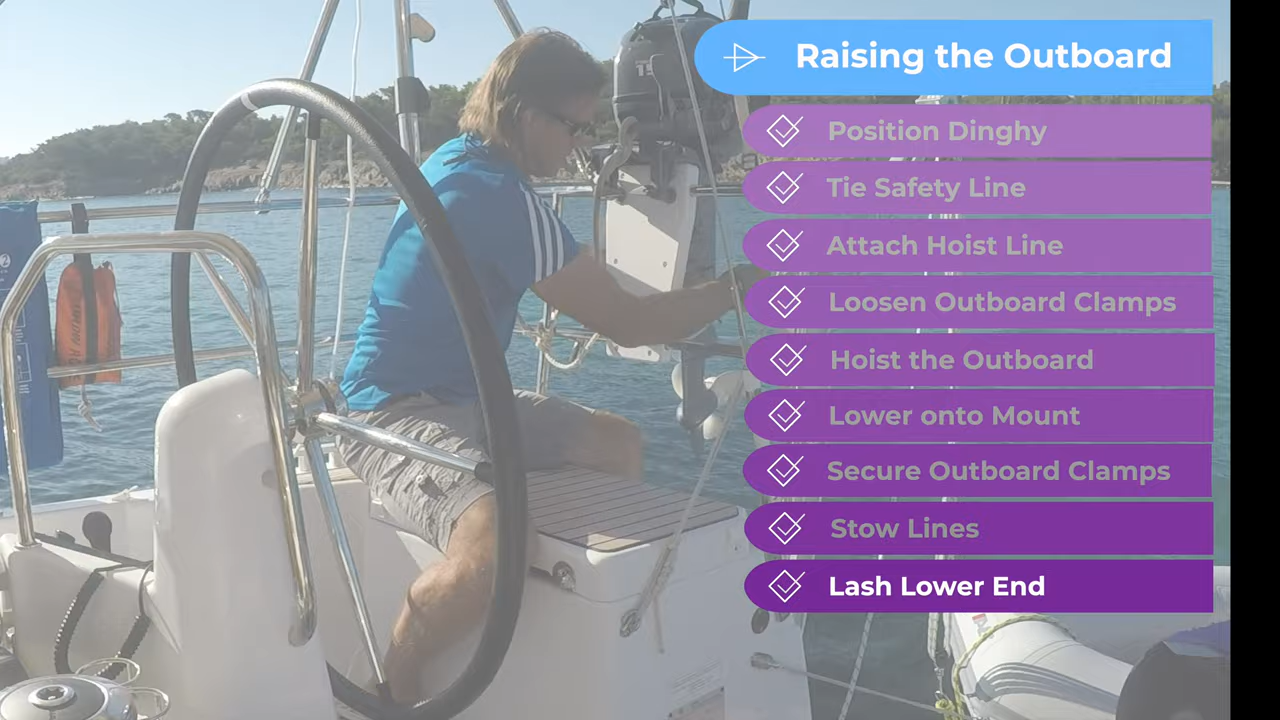 Raising the Outboard
Position Dinghy
Tie Safety Line
Attach Hoist Line
Loosen Outboard Clamps
Hoist the Outboard
Lower onto Mount
Secure Outboard Clamps
Stow Lines
Lash Lower End